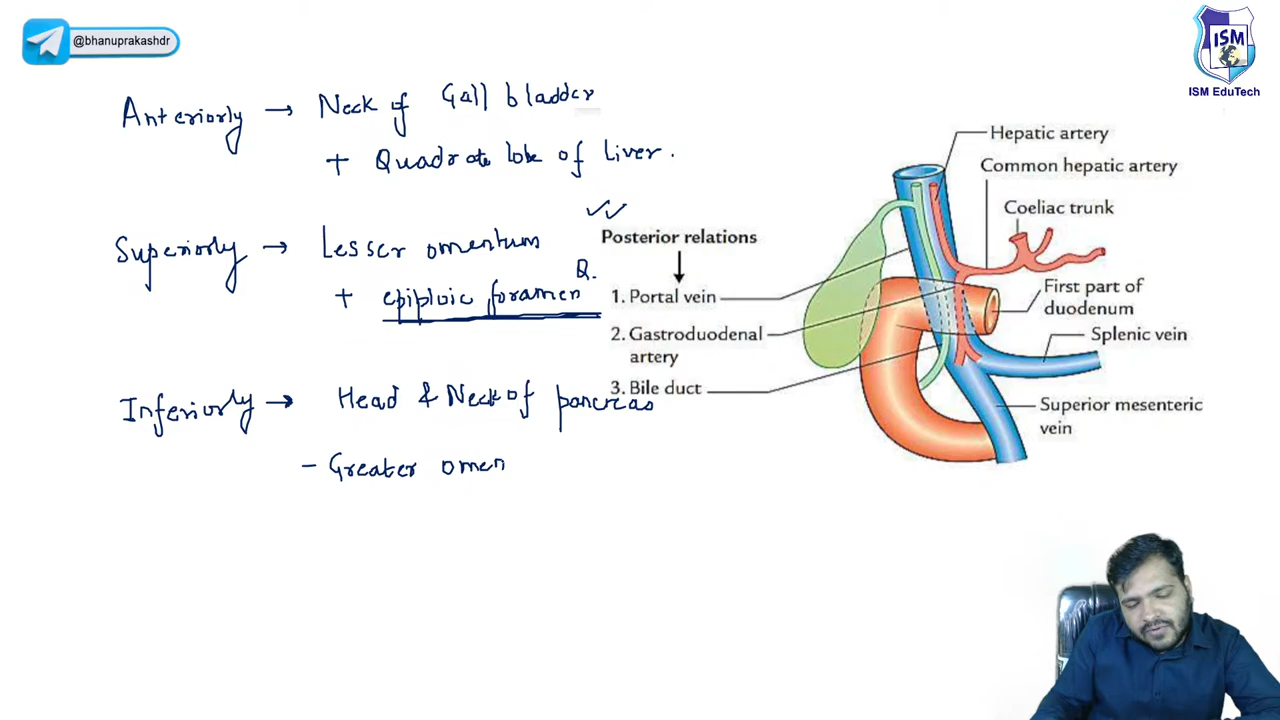 @bhanuprakashdr
ISM
ISM EduTech
Anteriorly → Neck of Gall bladder
+ Quadrate lobe of liver.
Superiorly → Lesser omentum
+ epiploic foramen Q.
Inferiorly → Head & Neck of pancreas
- Greater omen
Posterior relations
1. Portal vein
2. Gastroduodenal
artery
3. Bile duct
Hepatic artery
Common hepatic artery
Coeliac trunk
First part of
duodenum
Splenic vein
Superior mesenteric
vein